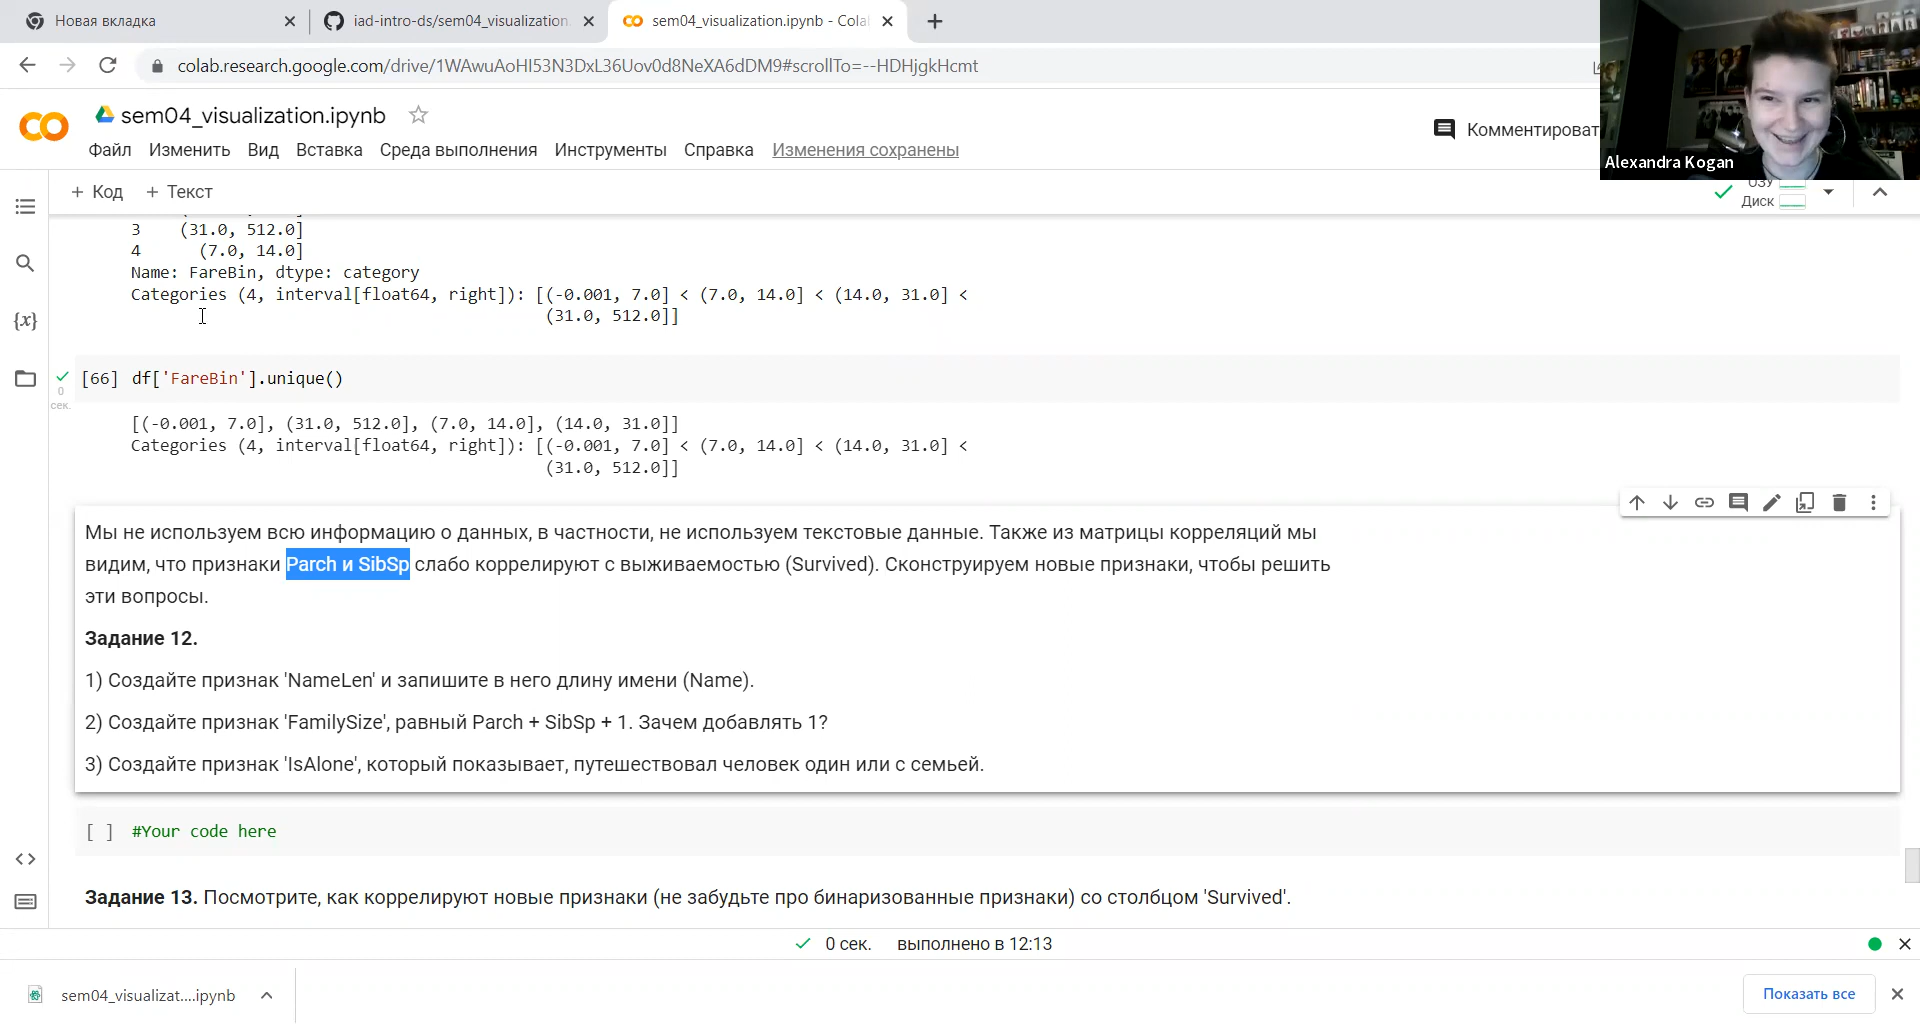 Новая вкладка
iad-intro-ds/sem04_visualization.
sem04_visualization.ipynb - Cola
colab.research.google.com/drive/1WAwuAoHI53N3DxL36Uov0d8NeXA6dDM9#scrollTo=--HDHjgkHcmt
sem04_visualization.ipynb
Комментироват
Alexandra Kogan
Файл Изменить Вид Вставка Среда выполнения Инструменты Справка Изменения сохранены
+ Код + Текст
ОЗУ
Диск
3 (31.0, 512.0]
4 (7.0, 14.0]
Name: FareBin, dtype: category
Categories (4, interval[float64, right]): [(-0.001, 7.0] < (7.0, 14.0] < (14.0, 31.0] <
(31.0, 512.0]]
{x}
[66] df['FareBin'].unique()
0
сек.
[(-0.001, 7.0], (31.0, 512.0], (7.0, 14.0], (14.0, 31.0]]
Categories (4, interval[float64, right]): [(-0.001, 7.0] < (7.0, 14.0] < (14.0, 31.0] <
(31.0, 512.0]]
Мы не используем всю информацию о данных, в частности, не используем текстовые данные. Также из матрицы корреляций мы
видим, что признаки Parch и SibSp слабо коррелируют с выживаемостью (Survived). Сконструируем новые признаки, чтобы решить
эти вопросы.
Задание 12.
1) Создайте признак 'NameLen' и запишите в него длину имени (Name).
2) Создайте признак 'FamilySize', равный Parch + SibSp + 1. Зачем добавлять 1?
3) Создайте признак 'IsAlone', который показывает, путешествовал человек один или с семьей.
[ ] #Your code here
Задание 13. Посмотрите, как коррелируют новые признаки (не забудьте про бинаризованные признаки) со столбцом 'Survived'.
0 сек. выполнено в 12:13
sem04_visualizat....ipynb
Показать все